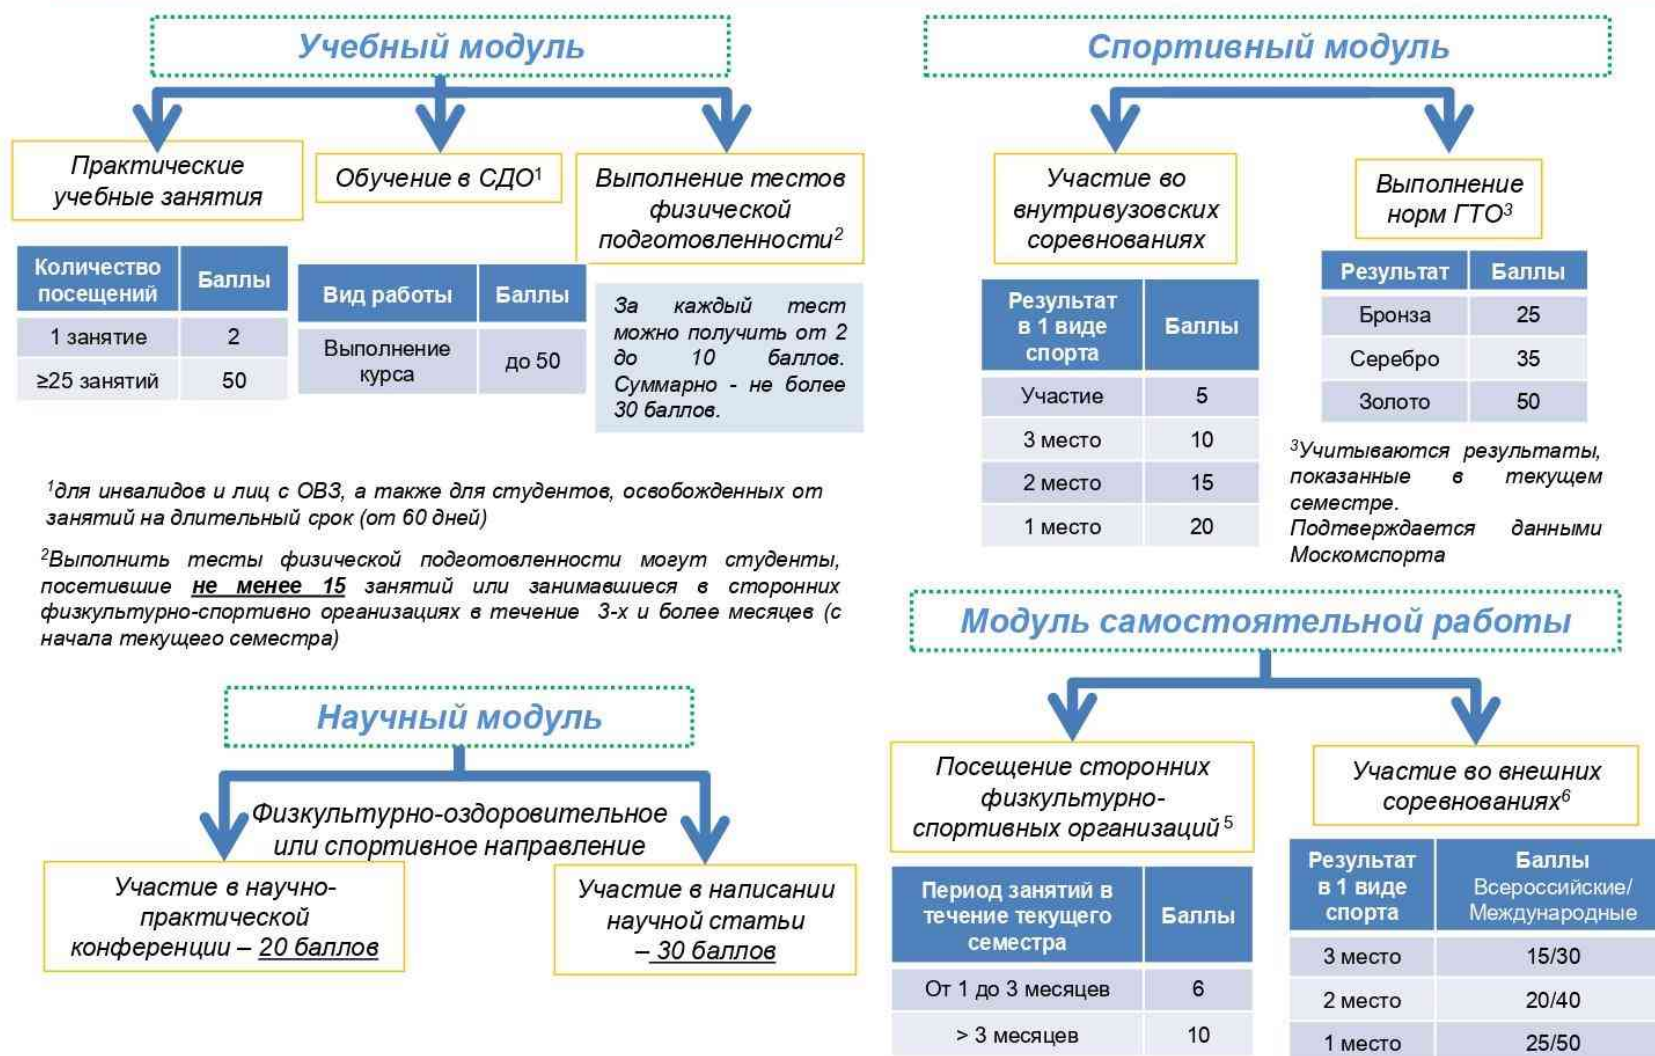 Учебный модуль
Практические
учебные занятия
Обучение в СДО¹
Выполнение тестов
физической
подготовленности²
Количество
посещений
Баллы
1 занятие
2
≥25 занятий
50
Вид работы
Баллы
Выполнение
курса
до 50
За каждый тест
можно получить от 2
до 10 баллов.
Суммарно - не более
30 баллов.
¹для инвалидов и лиц с ОВЗ, а также для студентов, освобожденных от
занятий на длительный срок (от 60 дней)
²Выполнить тесты физической подготовленности могут студенты,
посетившие не менее 15 занятий или занимавшиеся в сторонних
физкультурно-спортивно организациях в течение 3-х и более месяцев (с
начала текущего семестра)
Спортивный модуль
Участие во
внутривузовских
соревнованиях
Выполнение
норм ГТО³
Результат
в 1 виде
спорта
Баллы
Участие
5
3 место
10
2 место
15
1 место
20
Результат
Баллы
Бронза
25
Серебро
35
Золото
50
³Учитываются результаты,
показанные в текущем
семестре.
Подтверждается данными
Москомспорта
Научный модуль
Физкультурно-оздоровительное
или спортивное направление
Участие в научно-
практической
конференции – 20 баллов
Участие в написании
научной статьи
– 30 баллов
Модуль самостоятельной работы
Посещение сторонних
физкультурно-
спортивных организаций ⁵
Участие во внешних
соревнованиях⁶
Период занятий в
течение текущего
семестра
Баллы
От 1 до 3 месяцев
6
> 3 месяцев
10
Результат
в 1 виде
спорта
Баллы
Всероссийские/
Международные
3 место
15/30
2 место
20/40
1 место
25/50